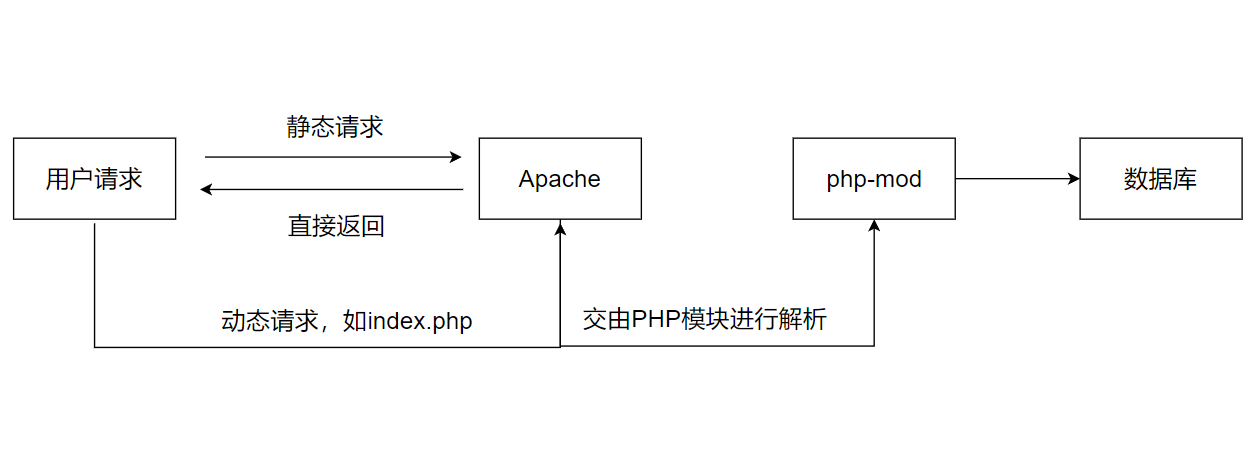 静态请求
用户请求
Apache
php-mod
数据库
直接返回
动态请求，如index.php
交由PHP模块进行解析